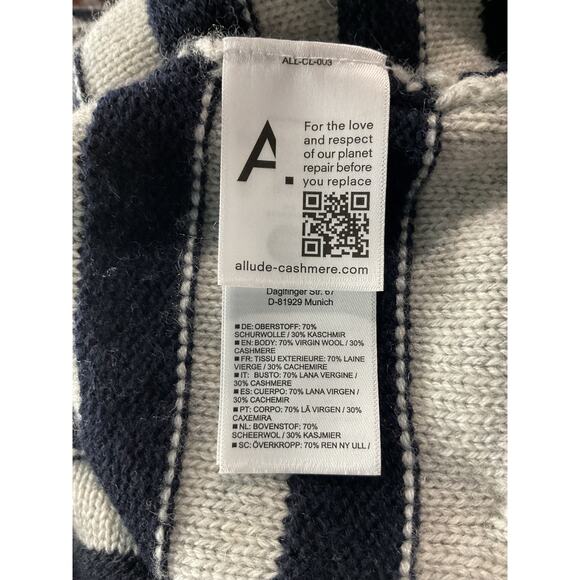 ALL-CL-003
A.
For the love
and respect
of our planet
repair before
you replace
allude-cashmere.com
Daglfinger Str. 67
D-81929 Munich
■ DE: OBERSTOFF: 70%
SCHURWOLLE / 30% KASCHMIR
■ EN: BODY: 70% VIRGIN WOOL / 30%
CASHMERE
■ FR: TISSU EXTERIEURE: 70% LAINE
VIERGE / 30% CACHEMIRE
■ IT: BUSTO: 70% LANA VERGINE /
30% CASHMERE
■ ES: CUERPO: 70% LANA VIRGEN /
30% CACHEMIR
■ PT: CORPO: 70% LÃ VIRGEN / 30%
CAXEMIRA
■ NL: BOVENSTOF: 70%
SCHEERWOL / 30% KASJMIER
■ SC: ÖVERKROPP: 70% REN NY ULL /